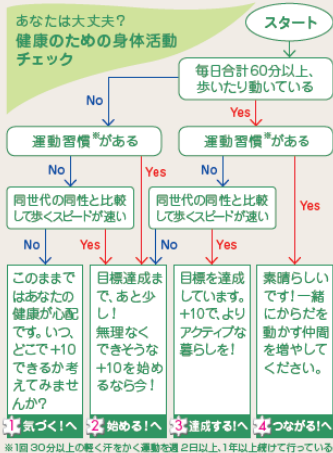 あなたは大丈夫?
健康のための身体活動
チェック
スタート
毎日合計60分以上、
歩いたり動いている
No
Yes
運動習慣※がある
運動習慣※がある
No
Yes
No
Yes
同世代の同性と比較
して歩くスピードが速い
同世代の同性と比較
して歩くスピードが速い
No
Yes
No
Yes
このままで
はあなたの
健康が心配
です。いつ、
どこで+10
できるか考
えてみませ
んか?
1 気づく!へ
目標達成ま
で、あと少
し!
無理なく
できそうな
+10を始め
るなら今!
2 始める!へ
目標を達成
しています。
+10で、より
アクティブな
暮らしを!
3 達成する!へ
素晴らしい
です!一緒
にからだを
動かす仲間
を増やして
ください。
4 つながる!へ
※1回30分以上の軽く汗をかく運動を週2日以上、1年以上続けて行っている